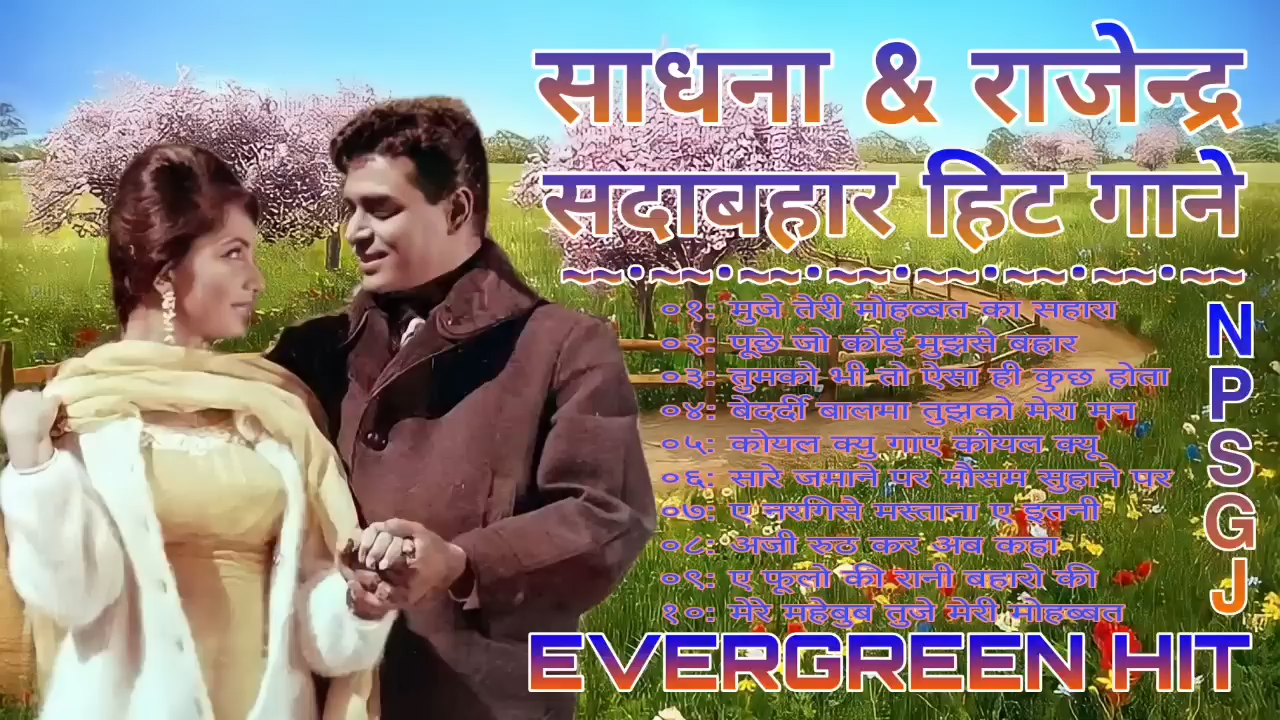 साधना & राजेन्द्र
सदाबहार हिट गाने
~~·~~·~~·~~·~~·~~·~~·~~
०१: मुजे तेरी मोहब्बत का सहारा
०२: पूछे जो कोई मुझसे बहार
०३: तुमको भी तो ऐसा ही कुछ होता
०४: बेदर्दी बालमा तुझको मेरा मन
०५: कोयल क्यु गाए कोयल क्यू
०६: सारे जमाने पर मौसम सुहाने पर
०७: ए नरगिसे मस्ताना ए इतनी
०८: अजी रुठ कर अब कहा
०९: ए फूलो की रानी बहारो की
१०: मेरे महेबुब तुजे मेरी मोहब्बत
NPSGJ
EVERGREEN HIT